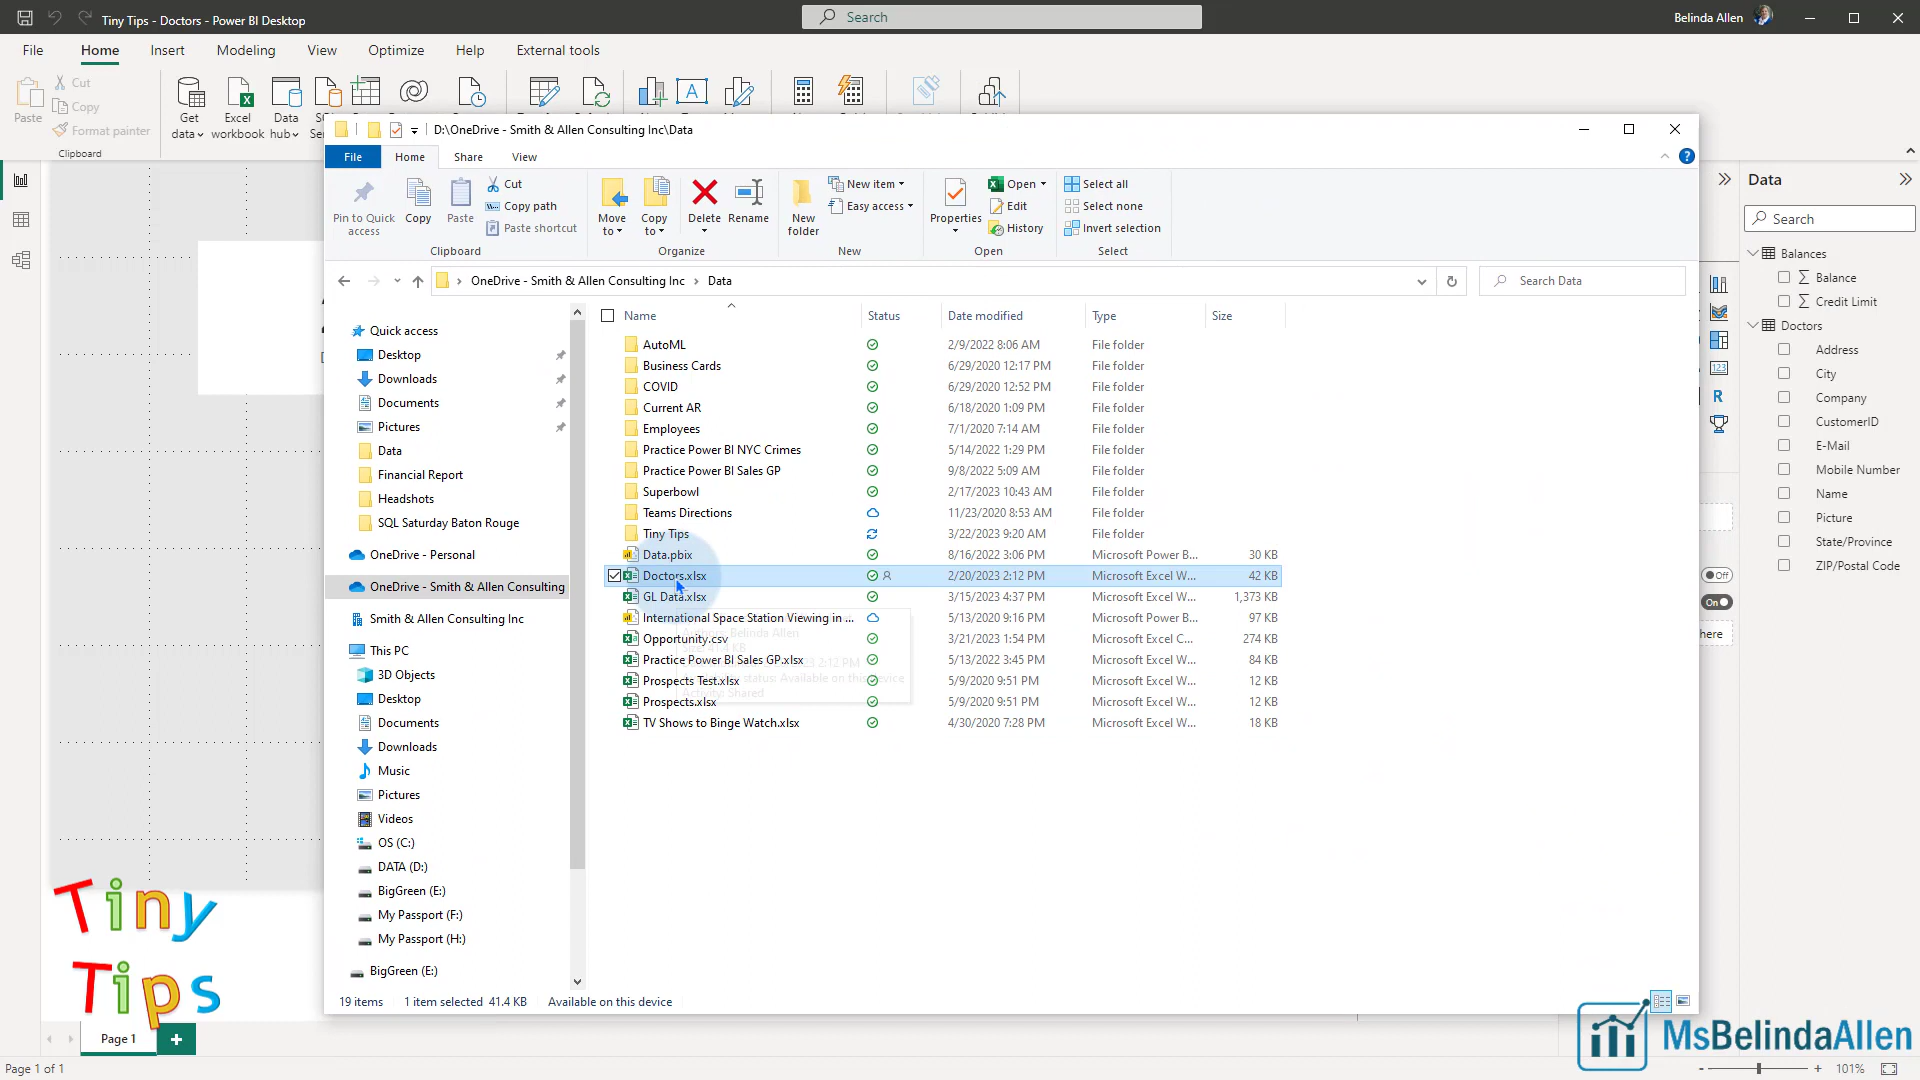 Tiny Tips - Doctors - Power BI Desktop
Search
Belinda Allen
File
Home
Insert
Modeling
View
Optimize
Help
External tools
Paste
Cut
Copy
Format painter
Clipboard
Get data
Excel workbook
Data hub
D:\OneDrive - Smith & Allen Consulting Inc\Data
File
Home
Share
View
Pin to Quick access
Copy
Paste
Cut
Copy path
Paste shortcut
Clipboard
Move to
Copy to
Delete
Rename
Organize
New folder
New item
Easy access
New
Properties
Open
Edit
History
Open
Select all
Select none
Invert selection
Select
OneDrive - Smith & Allen Consulting Inc
Data
Search Data
Quick access
Desktop
Downloads
Documents
Pictures
Data
Financial Report
Headshots
SQL Saturday Baton Rouge
OneDrive - Personal
OneDrive - Smith & Allen Consulting
Smith & Allen Consulting Inc
This PC
3D Objects
Desktop
Documents
Downloads
Music
Pictures
Videos
OS (C:)
DATA (D:)
BigGreen (E:)
My Passport (F:)
My Passport (H:)
BigGreen (E:)
Name Status Date modified Type Size
AutoML 2/9/2022 8:06 AM File folder
Business Cards 6/29/2020 12:17 PM File folder
COVID 6/29/2020 12:52 PM File folder
Current AR 6/18/2020 1:09 PM File folder
Employees 7/1/2020 7:14 AM File folder
Practice Power BI NYC Crimes 5/14/2022 1:29 PM File folder
Practice Power BI Sales GP 9/8/2022 5:09 AM File folder
Superbowl 2/17/2023 10:43 AM File folder
Teams Directions 11/23/2020 8:53 AM File folder
Tiny Tips 3/22/2023 9:20 AM File folder
Data.pbix 8/16/2022 3:06 PM Microsoft Power B... 30 KB
Doctors.xlsx 2/20/2023 2:12 PM Microsoft Excel W... 42 KB
GL Data.xlsx 3/15/2023 4:37 PM Microsoft Excel W... 1,373 KB
International Space Station Viewing in ... 5/13/2020 9:16 PM Microsoft Power B... 97 KB
Authors: Belinda Allen
Opportunity.csv 3/21/2023 1:54 PM Microsoft Excel C... 274 KB
Size: 41.4 KB
Practice Power BI Sales GP.xlsx 5/13/2022 3:45 PM Microsoft Excel W... 84 KB
2:12 PM
Prospects Test.xlsx 5/9/2020 9:51 PM Microsoft Excel W... 12 KB
status: Available on this device
Activity: Shared
Prospects.xlsx 5/9/2020 9:51 PM Microsoft Excel W... 12 KB
TV Shows to Binge Watch.xlsx 4/30/2020 7:28 PM Microsoft Excel W... 18 KB
19 items 1 item selected 41.4 KB Available on this device
Data
Search
Balances
Balance
Credit Limit
Doctors
Address
City
Company
CustomerID
E-Mail
Mobile Number
Name
Picture
State/Province
ZIP/Postal Code
123
R
Off
On
here
Tiny
Tips
Page 1
Page 1 of 1
MsBelindaAllen
101%